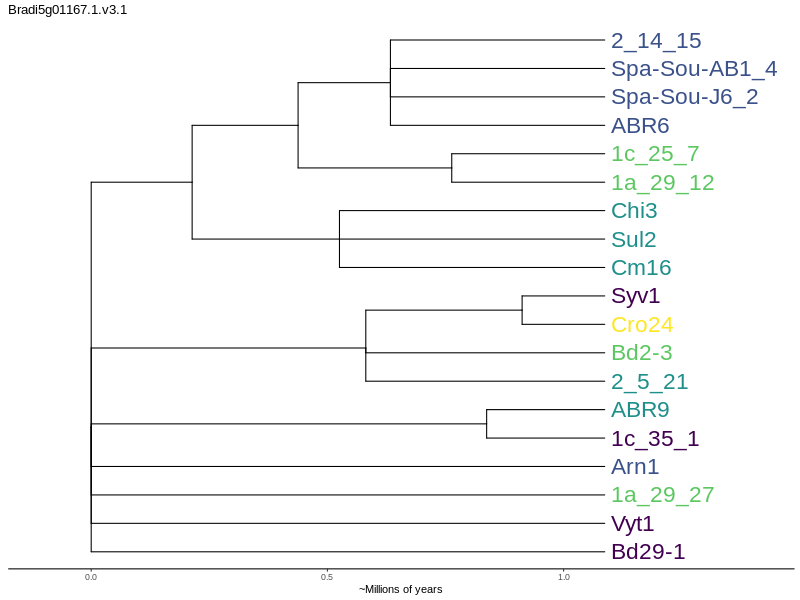 Bradi5g01167.1.v3.1
2_14_15
Spa-Sou-AB1_4
Spa-Sou-J6_2
ABR6
1c_25_7
1a_29_12
Chi3
Sul2
Cm16
Syv1
Cro24
Bd2-3
2_5_21
ABR9
1c_35_1
Arn1
1a_29_27
Vyt1
Bd29-1
0.0 0.5 1.0
~Millions of years